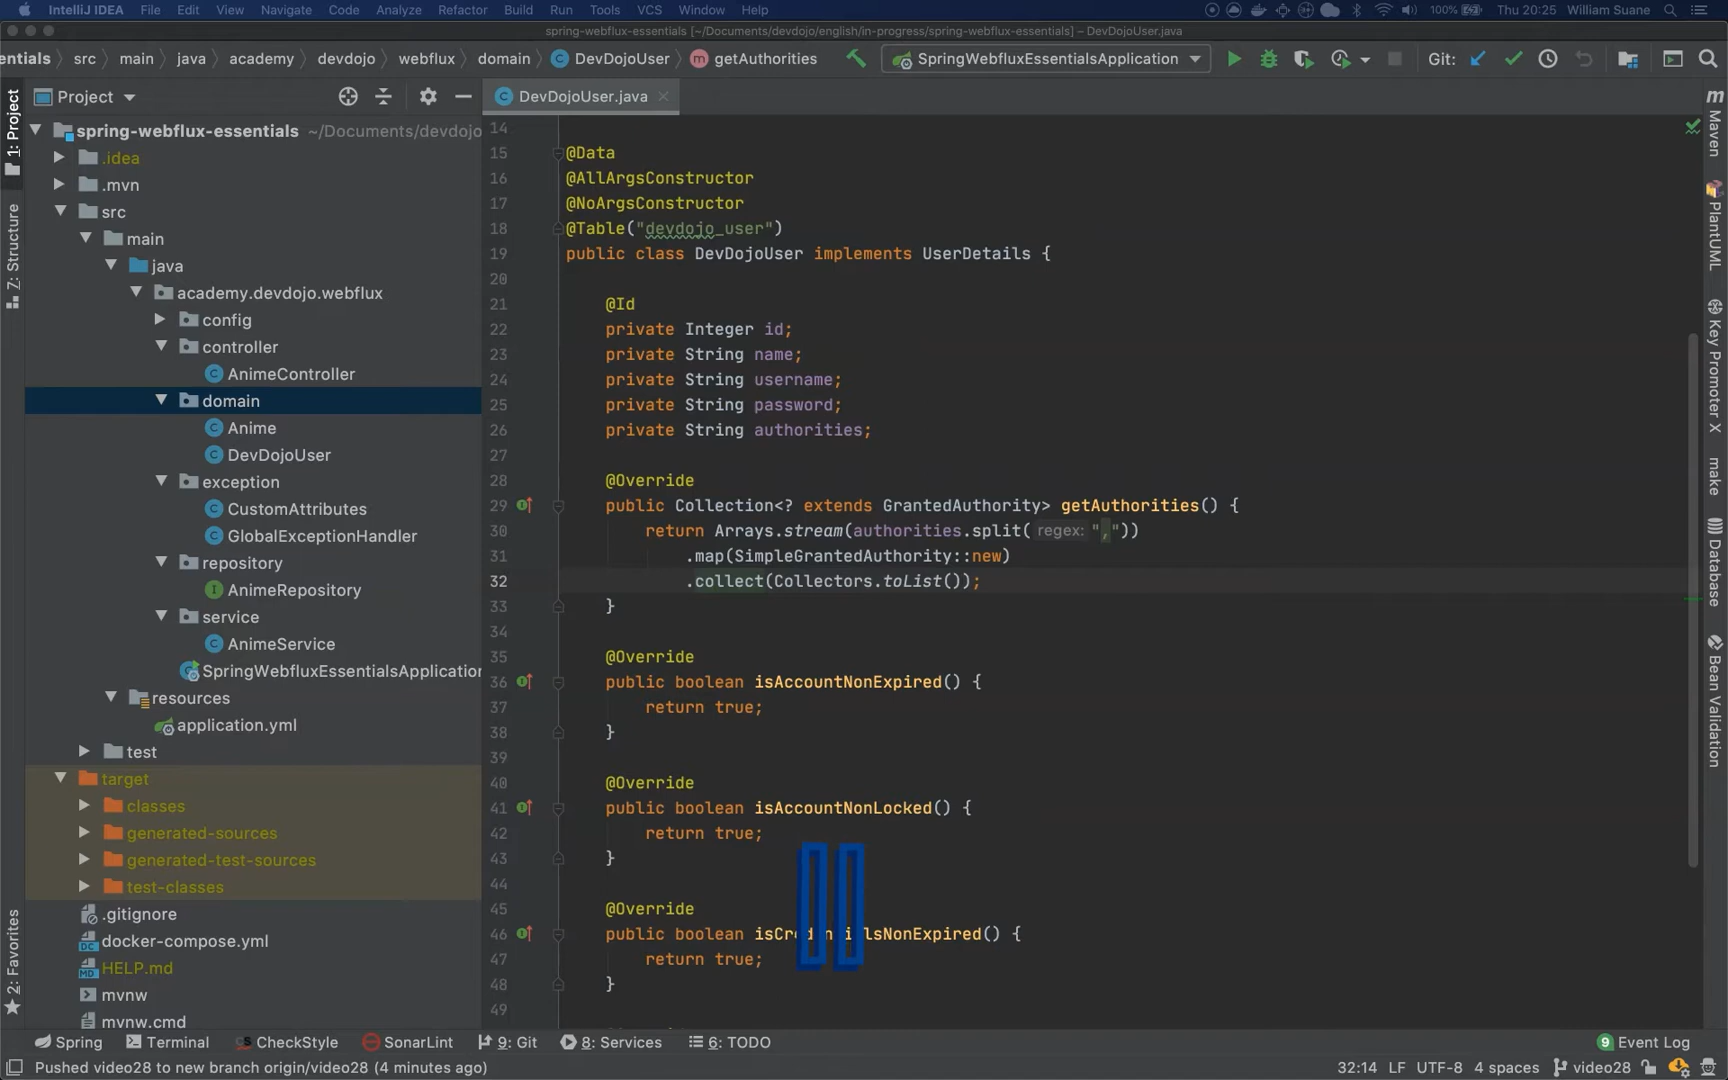 IntelliJ IDEA File Edit View Navigate Code Analyze Refactor Build Run Tools VCS Window Help 100% Thu 20:25 William Suane
spring-webflux-essentials [~/Documents/devdojo/english/in-progress/spring-webflux-essentials] – DevDojoUser.java
entials src main java academy devdojo webflux domain DevDojoUser getAuthorities SpringWebfluxEssentialsApplication Git:
Project
DevDojoUser.java
1: Project
7: Structure
2: Favorites
spring-webflux-essentials ~/Documents/devdojo
.idea
.mvn
src
main
java
academy.devdojo.webflux
config
controller
AnimeController
domain
Anime
DevDojoUser
exception
CustomAttributes
GlobalExceptionHandler
repository
AnimeRepository
service
AnimeService
SpringWebfluxEssentialsApplication
resources
application.yml
test
target
classes
generated-sources
generated-test-sources
test-classes
.gitignore
docker-compose.yml
HELP.md
mvnw
mvnw.cmd
14
15 @Data
16 @AllArgsConstructor
17 @NoArgsConstructor
18 @Table("devdojo_user")
19 public class DevDojoUser implements UserDetails {
20
21 @Id
22 private Integer id;
23 private String name;
24 private String username;
25 private String password;
26 private String authorities;
27
28 @Override
29 public Collection<? extends GrantedAuthority> getAuthorities() {
30 return Arrays.stream(authorities.split( regex: ","))
31 .map(SimpleGrantedAuthority::new)
32 .collect(Collectors.toList());
33 }
34
35 @Override
36 public boolean isAccountNonExpired() {
37 return true;
38 }
39
40 @Override
41 public boolean isAccountNonLocked() {
42 return true;
43 }
44
45 @Override
46 public boolean isCredentialsNonExpired() {
47 return true;
48 }
49
Maven
PlantUML
Key Promoter X
make
Database
Bean Validation
Spring Terminal CheckStyle SonarLint 9: Git 8: Services 6: TODO 9 Event Log
Pushed video28 to new branch origin/video28 (4 minutes ago) 32:14 LF UTF-8 4 spaces video28